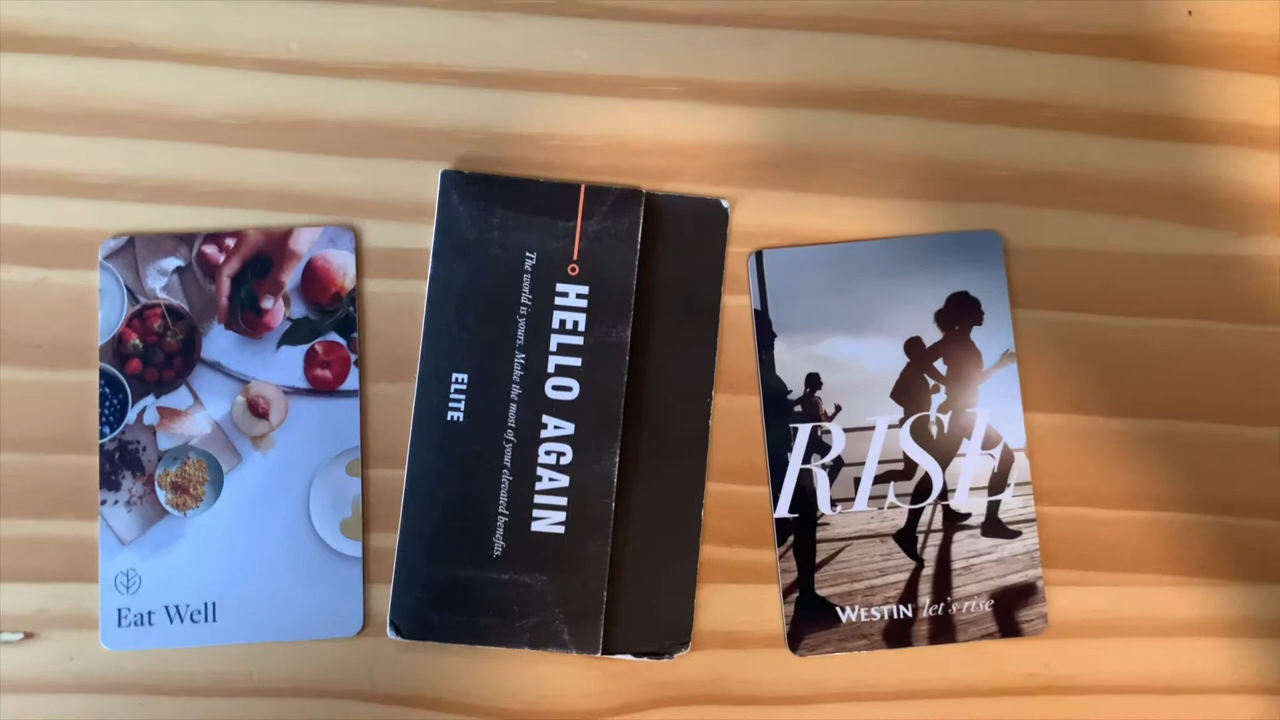 Eat Well
HELLO AGAIN
The world is yours. Make the most of your elevated benefits.
ELITE
RISE
WESTIN let's rise